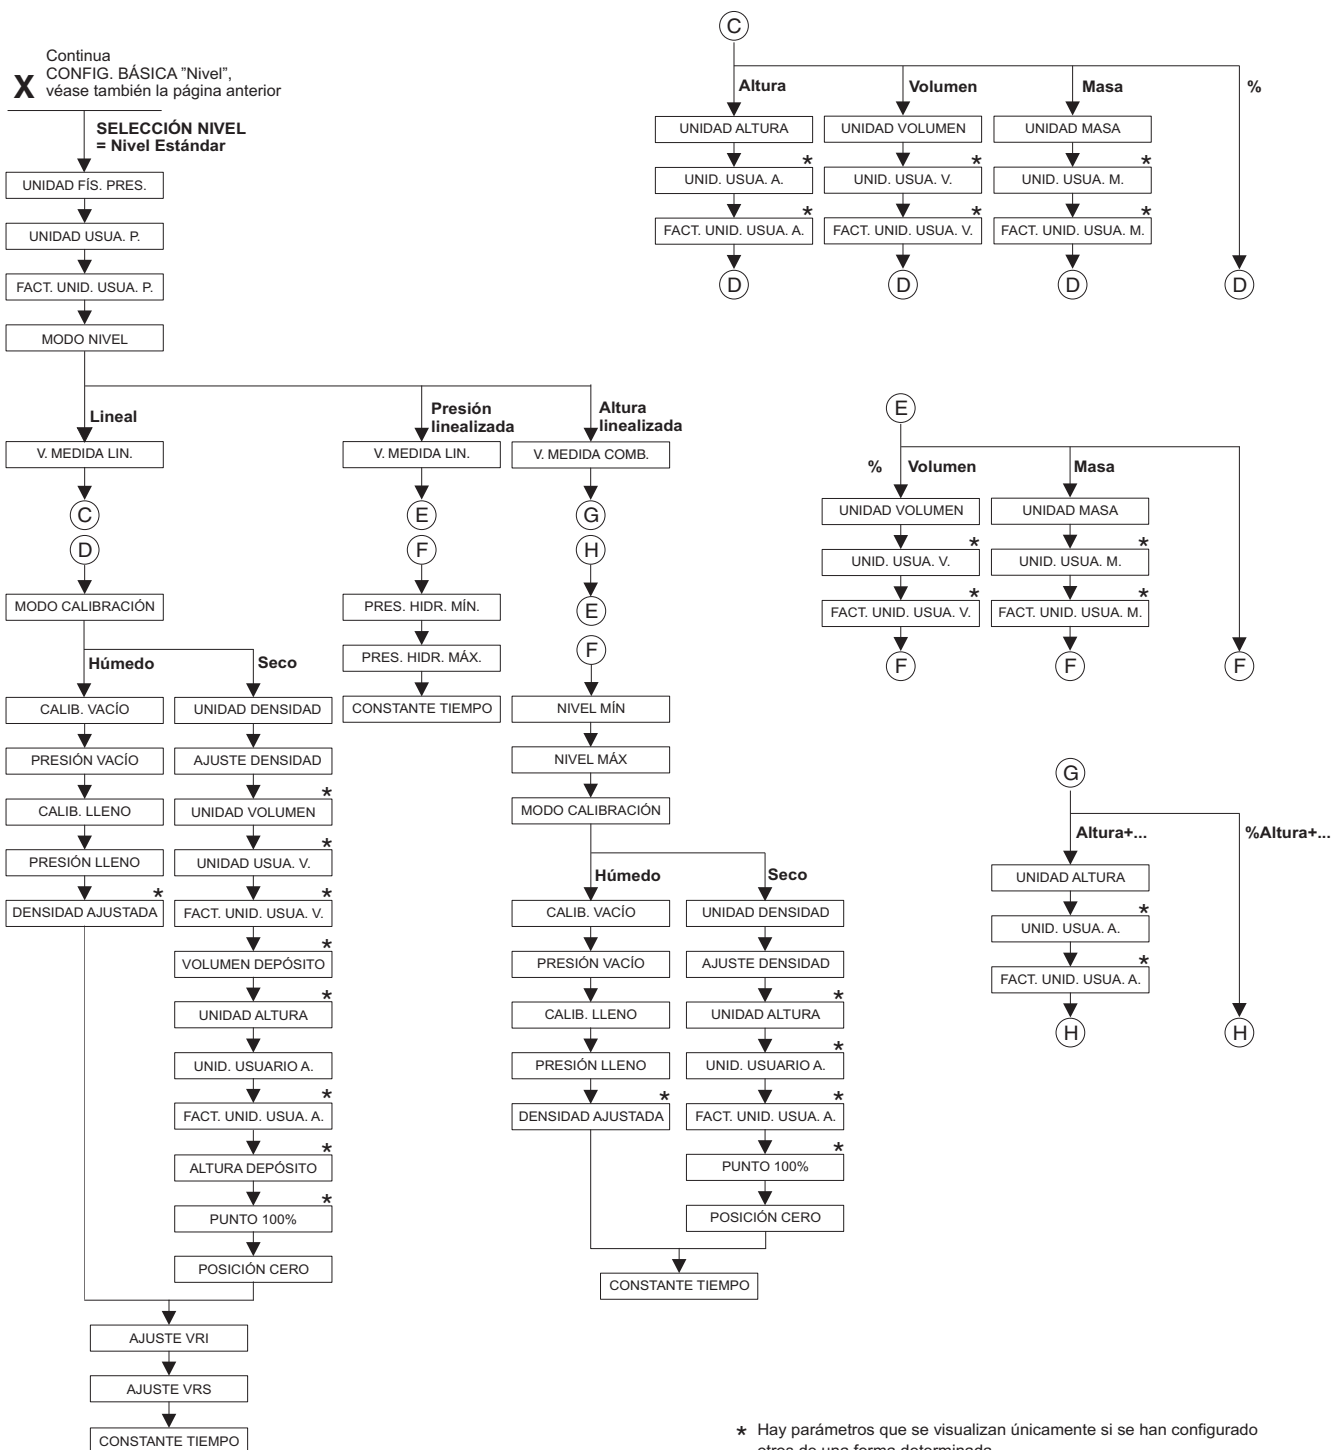 Continua
X CONFIG. BÁSICA "Nivel",
véase también la página anterior
SELECCIÓN NIVEL
= Nivel Estándar
UNIDAD FÍS. PRES.
UNIDAD USUA. P.
FACT. UNID. USUA. P.
MODO NIVEL
Lineal
V. MEDIDA LIN.
C
D
MODO CALIBRACIÓN
Húmedo
CALIB. VACÍO
PRESIÓN VACÍO
CALIB. LLENO
PRESIÓN LLENO
*
DENSIDAD AJUSTADA
Seco
UNIDAD DENSIDAD
AJUSTE DENSIDAD
*
UNIDAD VOLUMEN
*
UNIDAD USUA. V.
*
FACT. UNID. USUA. V.
*
VOLUMEN DEPÓSITO
*
UNIDAD ALTURA
*
UNID. USUARIO A.
*
FACT. UNID. USUA. A.
*
ALTURA DEPÓSITO
*
PUNTO 100%
POSICIÓN CERO
AJUSTE VRI
AJUSTE VRS
CONSTANTE TIEMPO
Presión
linealizada
V. MEDIDA LIN.
E
F
PRES. HIDR. MÍN.
PRES. HIDR. MÁX.
CONSTANTE TIEMPO
Altura
linealizada
V. MEDIDA COMB.
G
H
E
F
NIVEL MÍN
NIVEL MÁX
MODO CALIBRACIÓN
Húmedo
CALIB. VACÍO
PRESIÓN VACÍO
CALIB. LLENO
PRESIÓN LLENO
*
DENSIDAD AJUSTADA
Seco
UNIDAD DENSIDAD
AJUSTE DENSIDAD
*
UNIDAD ALTURA
*
UNID. USUARIO A.
*
FACT. UNID. USUA. A.
*
PUNTO 100%
POSICIÓN CERO
CONSTANTE TIEMPO
C
Altura
UNIDAD ALTURA
*
UNID. USUA. A.
*
FACT. UNID. USUA. A.
D
Volumen
UNIDAD VOLUMEN
*
UNID. USUA. V.
*
FACT. UNID. USUA. V.
D
Masa
UNIDAD MASA
*
UNID. USUA. M.
*
FACT. UNID. USUA. M.
D
%
D
E
% Volumen
UNIDAD VOLUMEN
*
UNID. USUA. V.
*
FACT. UNID. USUA. V.
F
Masa
UNIDAD MASA
*
UNID. USUA. M.
*
FACT. UNID. USUA. M.
F
F
G
Altura+...
UNIDAD ALTURA
*
UNID. USUA. A.
*
FACT. UNID. USUA. A.
H
%Altura+...
H
* Hay parámetros que se visualizan únicamente si se han configurado